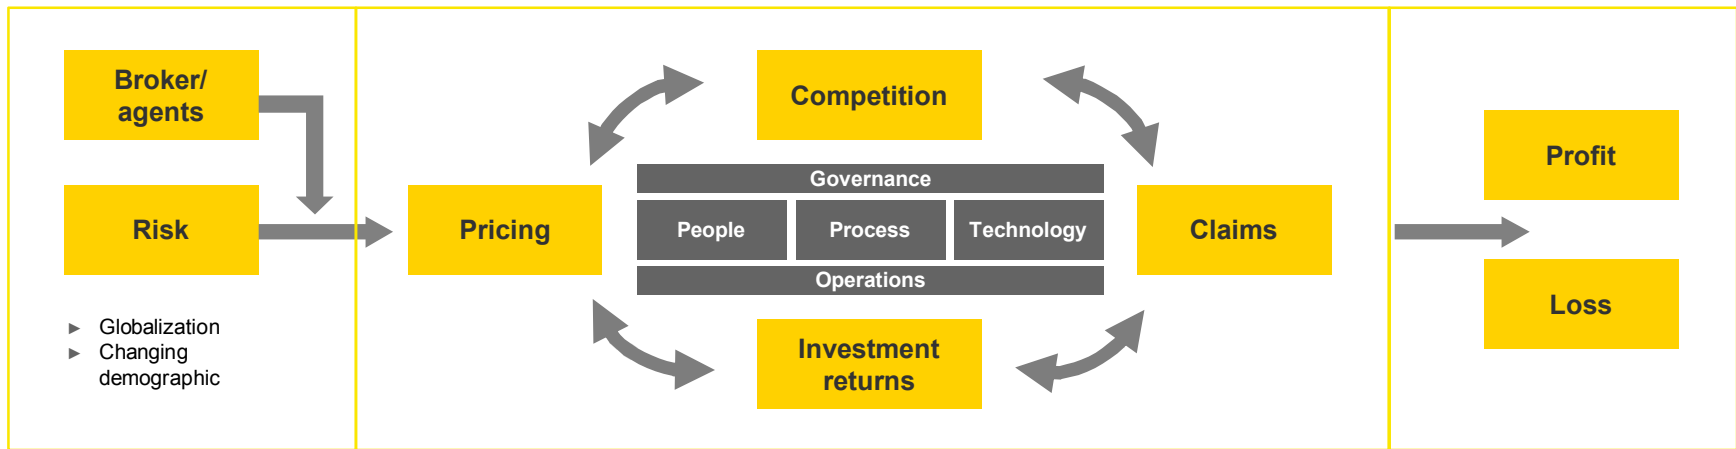 Broker/
agents
Risk
► Globalization
► Changing
demographic
Pricing
Competition
Governance
People
Process
Technology
Operations
Investment
returns
Claims
Profit
Loss